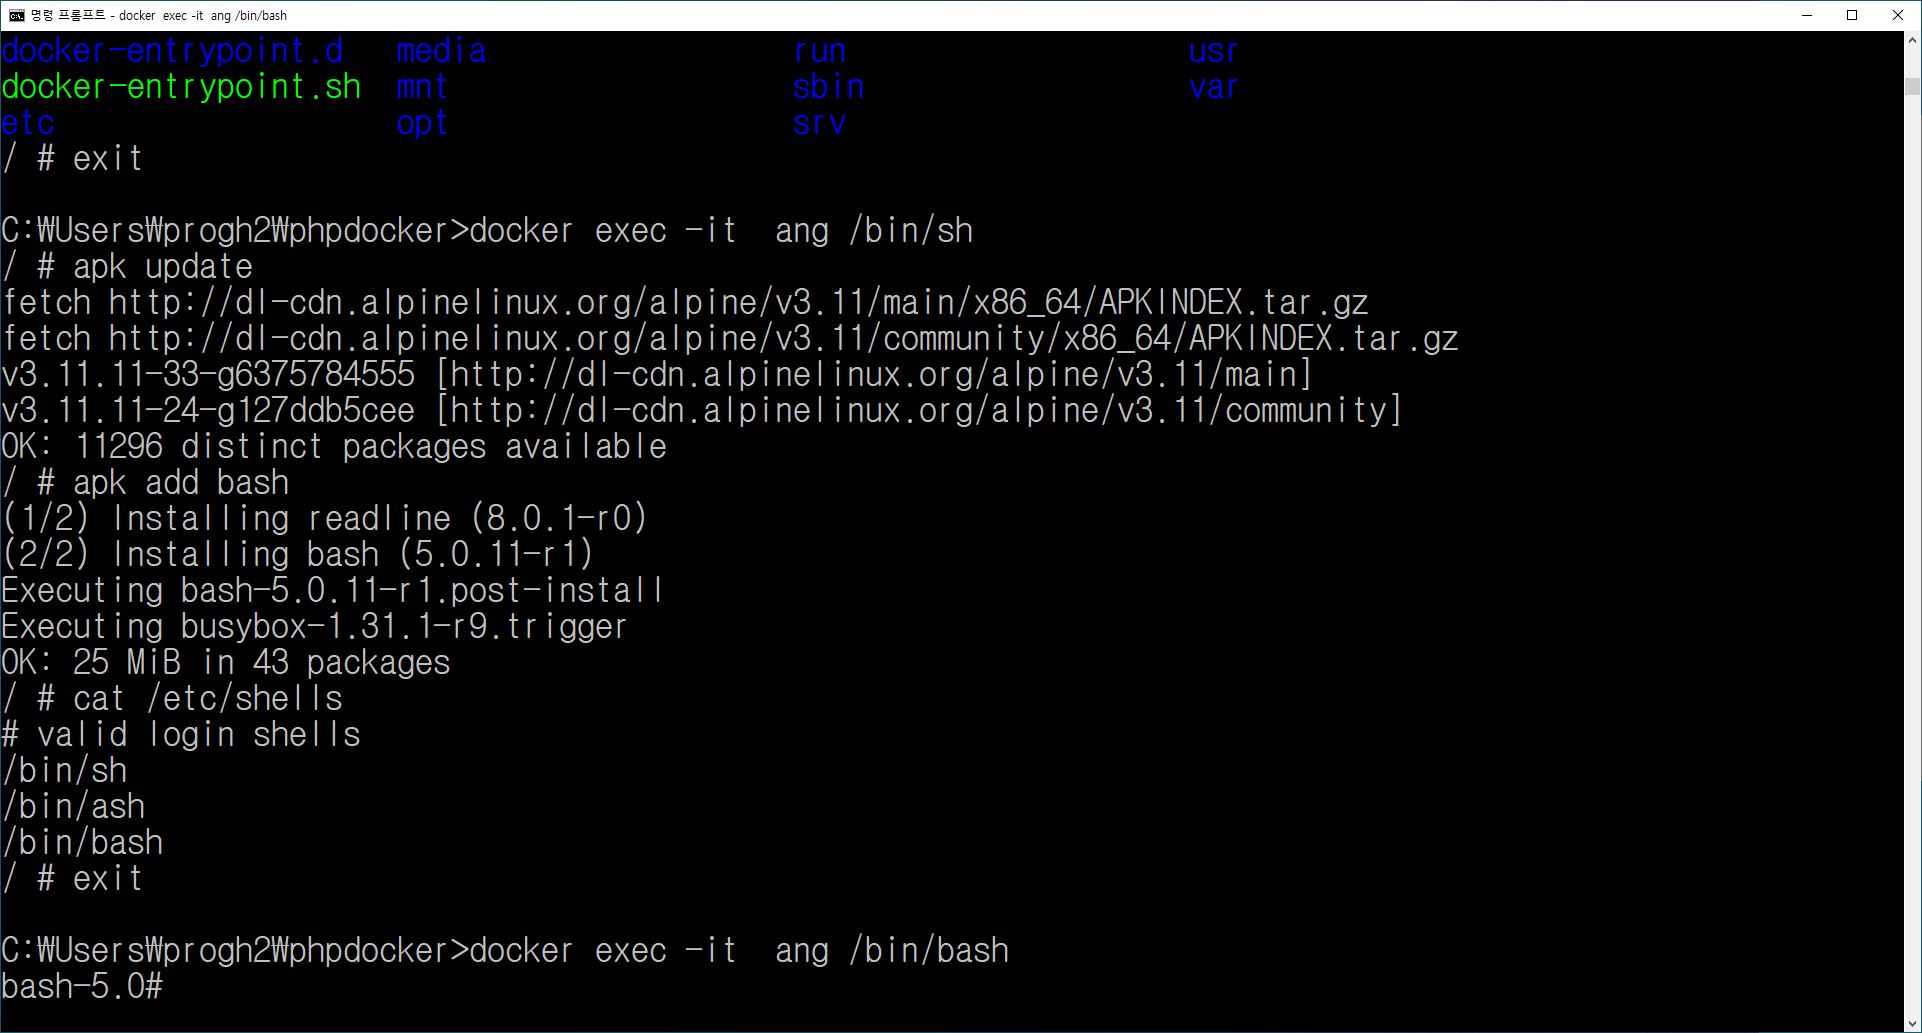 명령 프롬프트 - docker  exec -it  ang /bin/bash
docker-entrypoint.d   media                 run                   usr
docker-entrypoint.sh  mnt                   sbin                  var
etc                   opt                   srv
/ # exit
C:₩Users₩progh2₩phpdocker>docker exec -it  ang /bin/sh
/ # apk update
fetch http://dl-cdn.alpinelinux.org/alpine/v3.11/main/x86_64/APKINDEX.tar.gz
fetch http://dl-cdn.alpinelinux.org/alpine/v3.11/community/x86_64/APKINDEX.tar.gz
v3.11.11-33-g6375784555 [http://dl-cdn.alpinelinux.org/alpine/v3.11/main]
v3.11.11-24-g127ddb5cee [http://dl-cdn.alpinelinux.org/alpine/v3.11/community]
OK: 11296 distinct packages available
/ # apk add bash
(1/2) Installing readline (8.0.1-r0)
(2/2) Installing bash (5.0.11-r1)
Executing bash-5.0.11-r1.post-install
Executing busybox-1.31.1-r9.trigger
OK: 25 MiB in 43 packages
/ # cat /etc/shells
# valid login shells
/bin/sh
/bin/ash
/bin/bash
/ # exit
C:₩Users₩progh2₩phpdocker>docker exec -it  ang /bin/bash
bash-5.0#